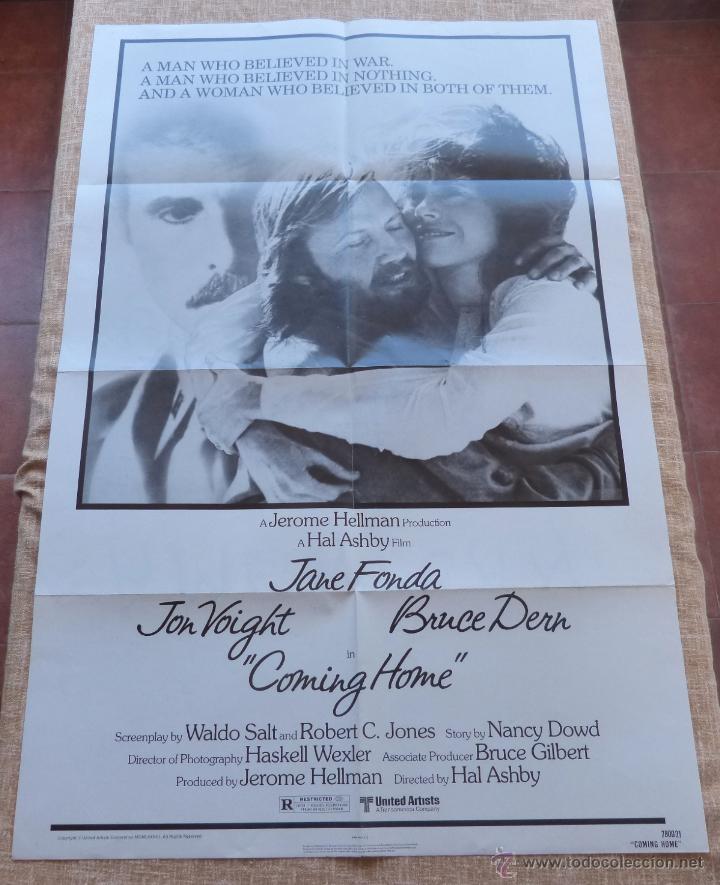 A MAN WHO BELIEVED IN WAR.
A MAN WHO BELIEVED IN NOTHING.
AND A WOMAN WHO BELIEVED IN BOTH OF THEM.
A Jerome Hellman Production
A Hal Ashby Film
Jane Fonda
Jon Voight Bruce Dern
in
"Coming Home"
Screenplay by Waldo Salt and Robert C. Jones Story by Nancy Dowd
Director of Photography Haskell Wexler Associate Producer Bruce Gilbert
Produced by Jerome Hellman Directed by Hal Ashby
R RESTRICTED
United Artists
A Transamerica Company
780021
"COMING HOME"
www.todocoleccion.net